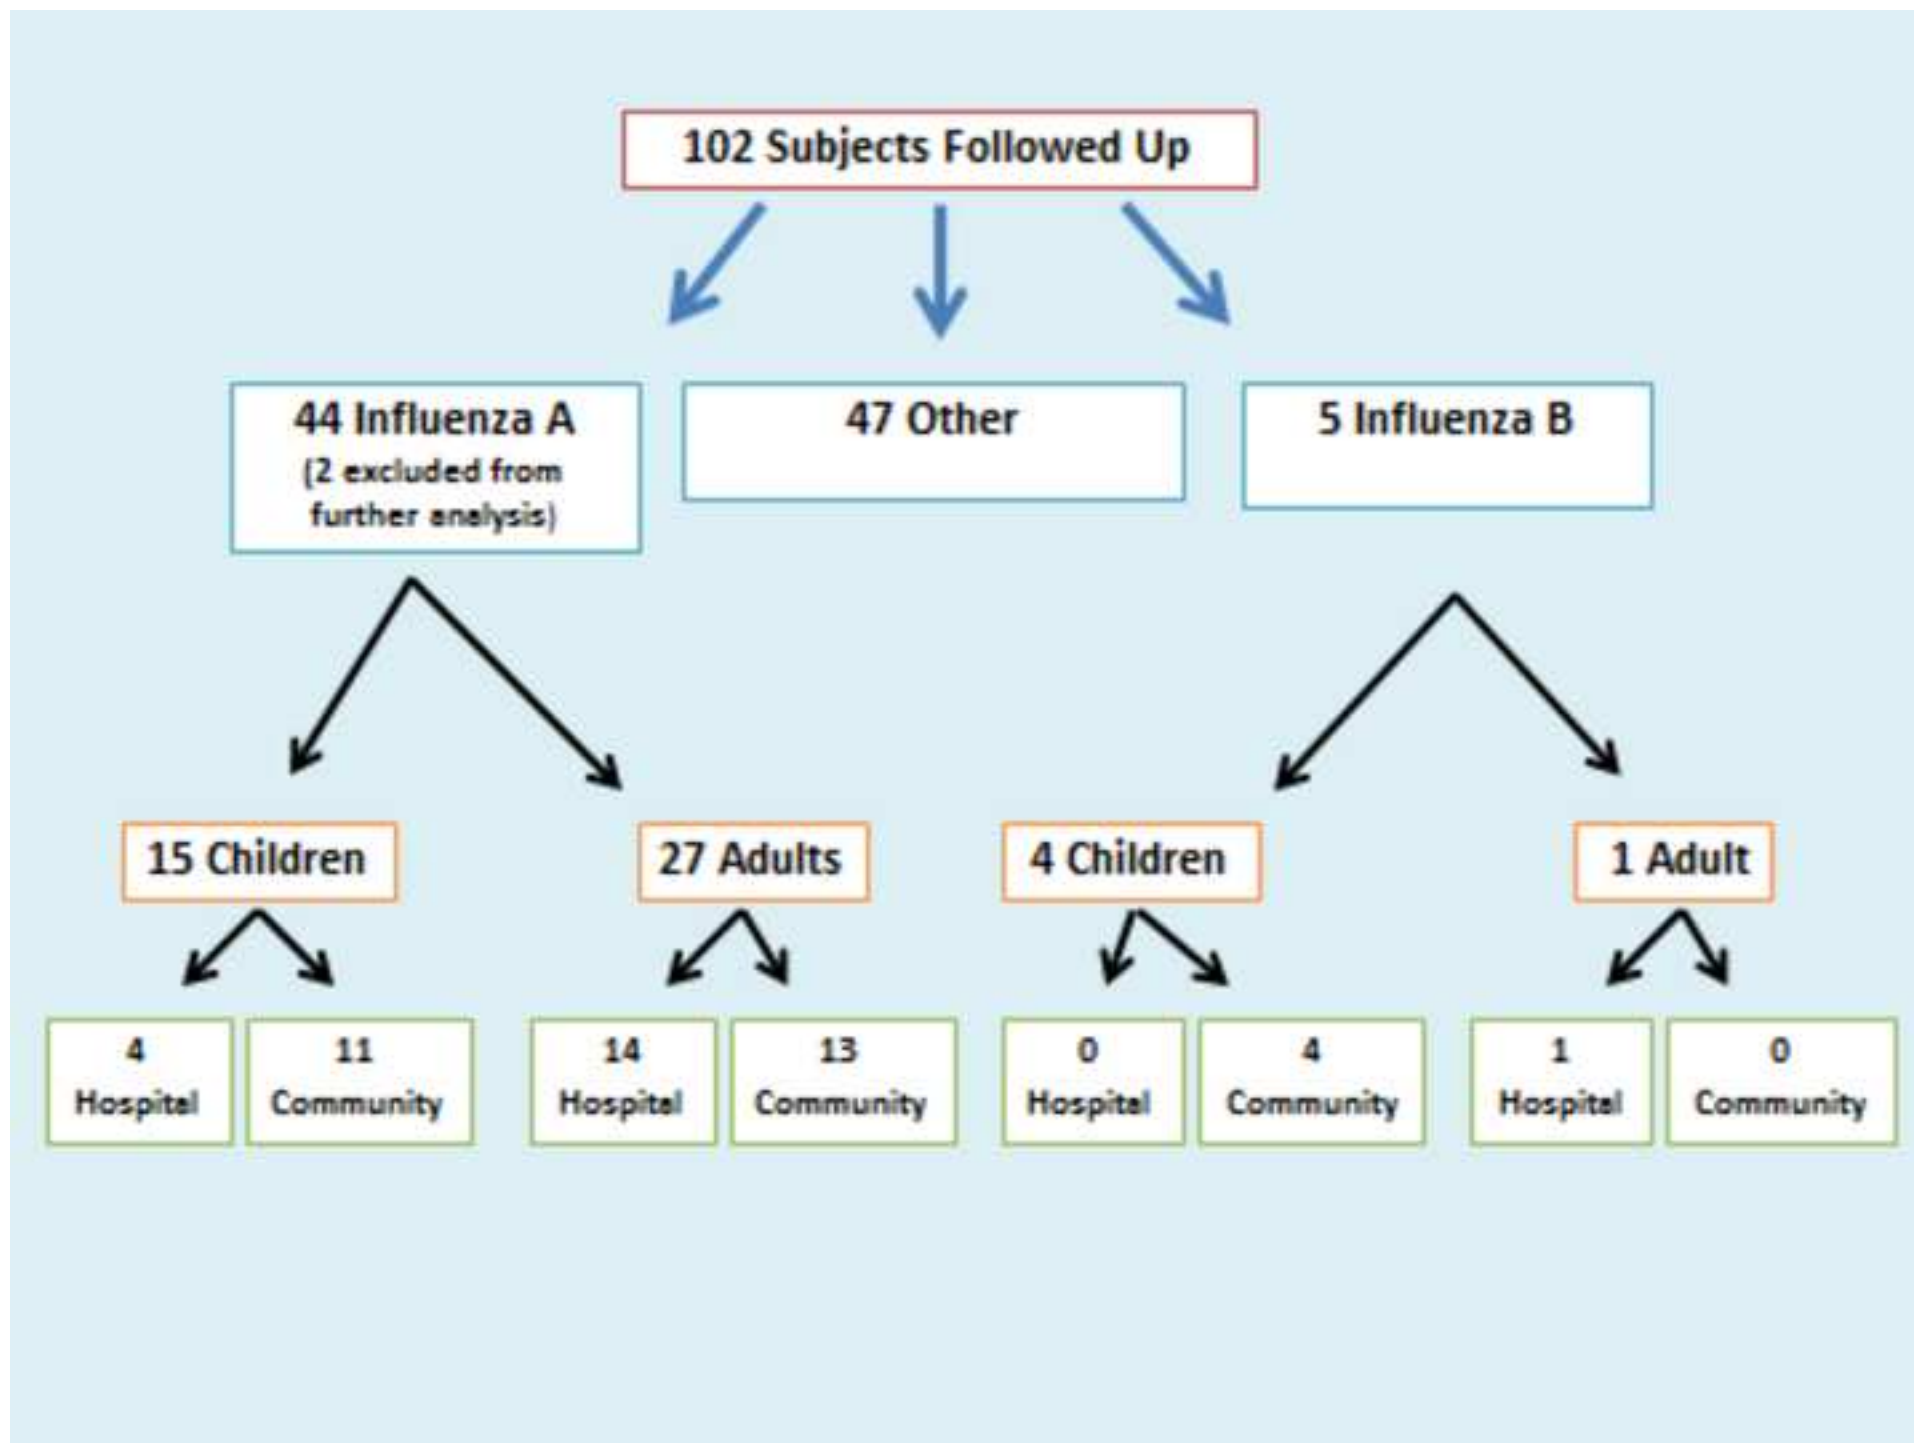 102 Subjects Followed Up
44 Influenza A
(2 excluded from
further analysis)
47 Other
5 Influenza B
15 Children
27 Adults
4 Children
1 Adult
4
Hospital
11
Community
14
Hospital
13
Community
0
Hospital
4
Community
1
Hospital
0
Community